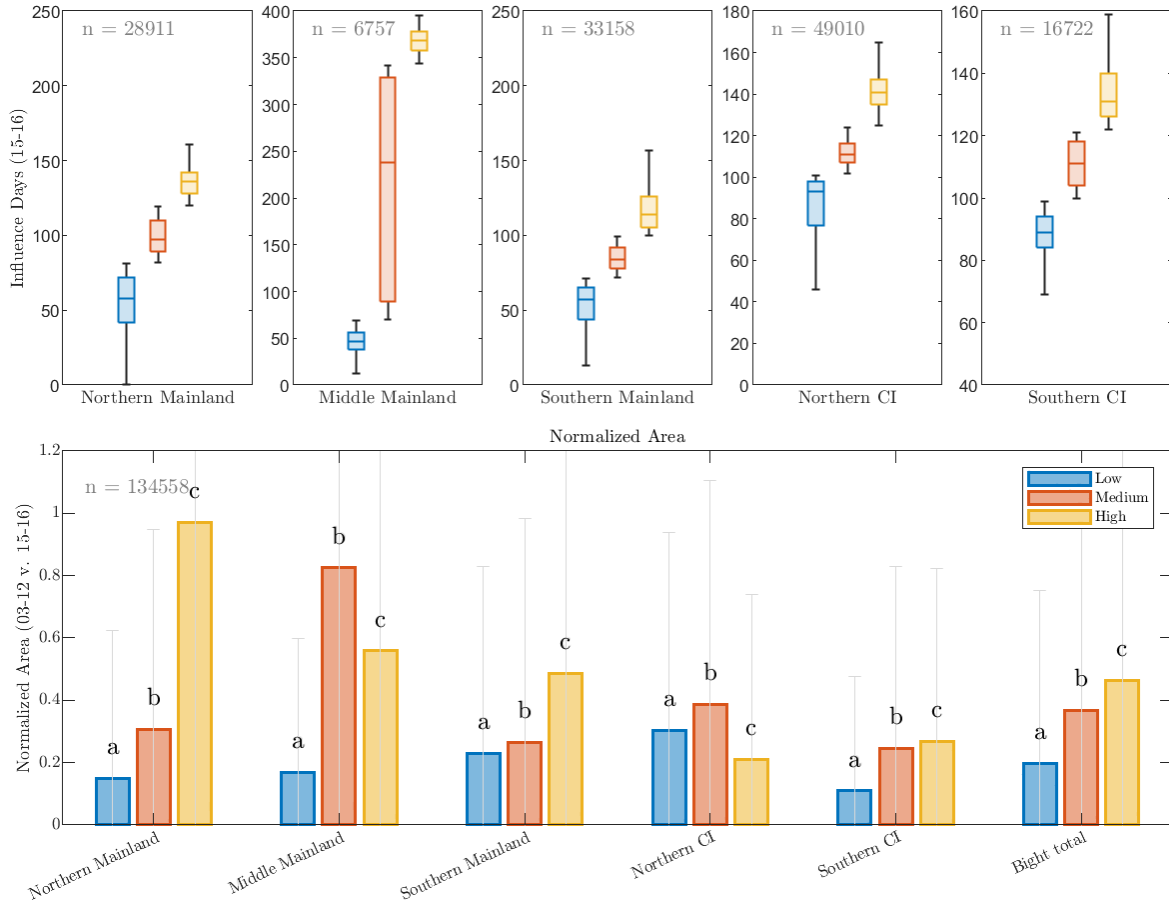 n = 28911
n = 6757
n = 33158
n = 49010
n = 16722
Influence Days (15-16)
250
200
150
100
50
0
Northern Mainland
400
350
300
250
200
150
100
50
0
Middle Mainland
250
200
150
100
50
0
Southern Mainland
180
160
140
120
100
80
60
40
20
0
Northern CI
160
140
120
100
80
60
40
Southern CI
Normalized Area
Normalized Area (03-12 v. 15-16)
1.2
1
0.8
0.6
0.4
0.2
0
n = 134558
Low
Medium
High
a
b
c
a
b
c
a
b
c
a
b
c
a
b
c
a
b
c
Northern Mainland
Middle Mainland
Southern Mainland
Northern CI
Southern CI
Bight total